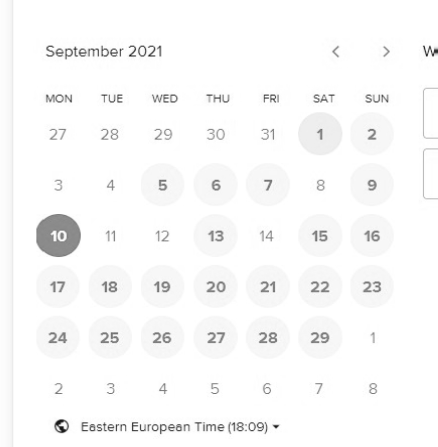 September 2021
MON TUE WED THU FRI SAT SUN
27 28 29 30 31 1 2
3 4 5 6 7 8 9
10 11 12 13 14 15 16
17 18 19 20 21 22 23
24 25 26 27 28 29 1
2 3 4 5 6 7 8
Eastern European Time (18:09)